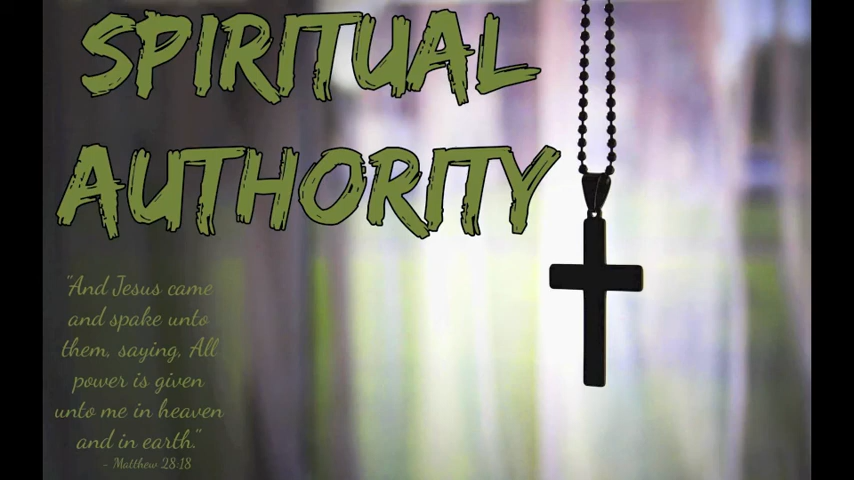 SPIRITUAL
AUTHORITY
"And Jesus came
and spake unto
them, saying, All
power is given
unto me in heaven
and in earth."
- Matthew 28:18